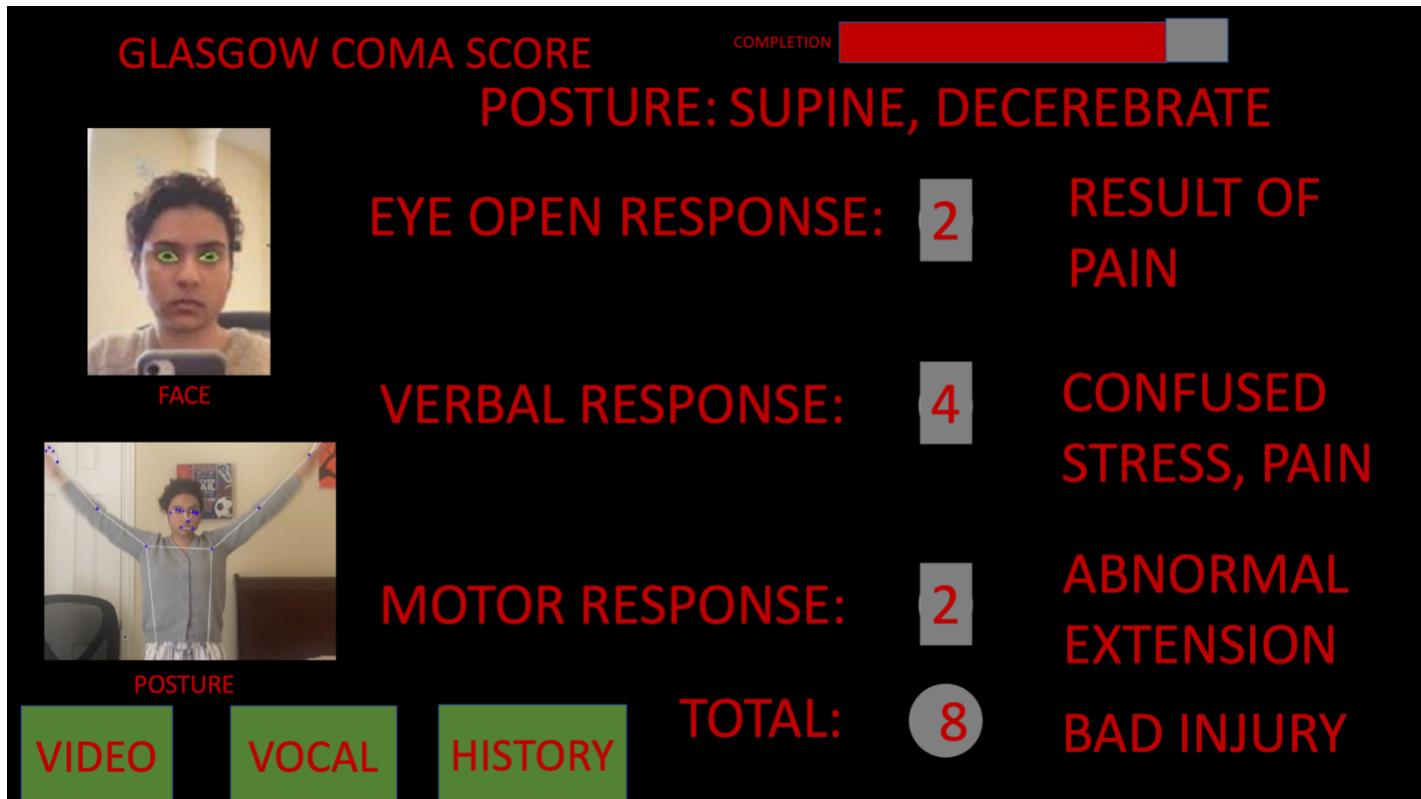 GLASGOW COMA SCORE
COMPLETION
POSTURE: SUPINE, DECEREBRATE
FACE
POSTURE
EYE OPEN RESPONSE: 2
RESULT OF
PAIN
VERBAL RESPONSE: 4
CONFUSED
STRESS, PAIN
MOTOR RESPONSE: 2
ABNORMAL
EXTENSION
TOTAL: 8
BAD INJURY
VIDEO
VOCAL
HISTORY